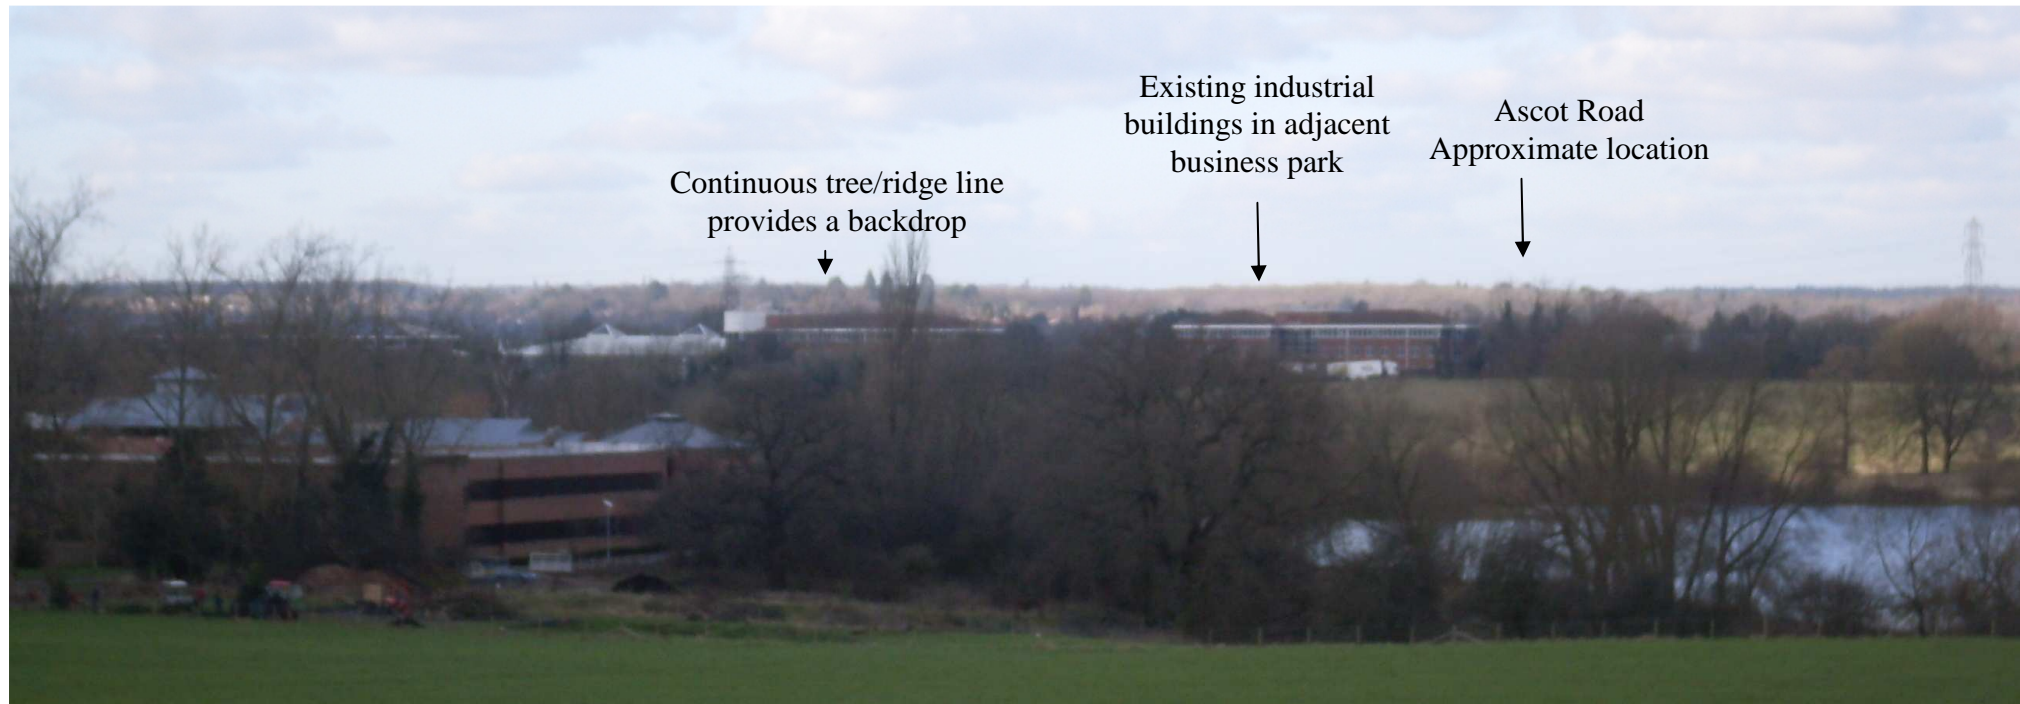 Continuous tree/ridge line
provides a backdrop
Existing industrial
buildings in adjacent
business park
Ascot Road
Approximate location